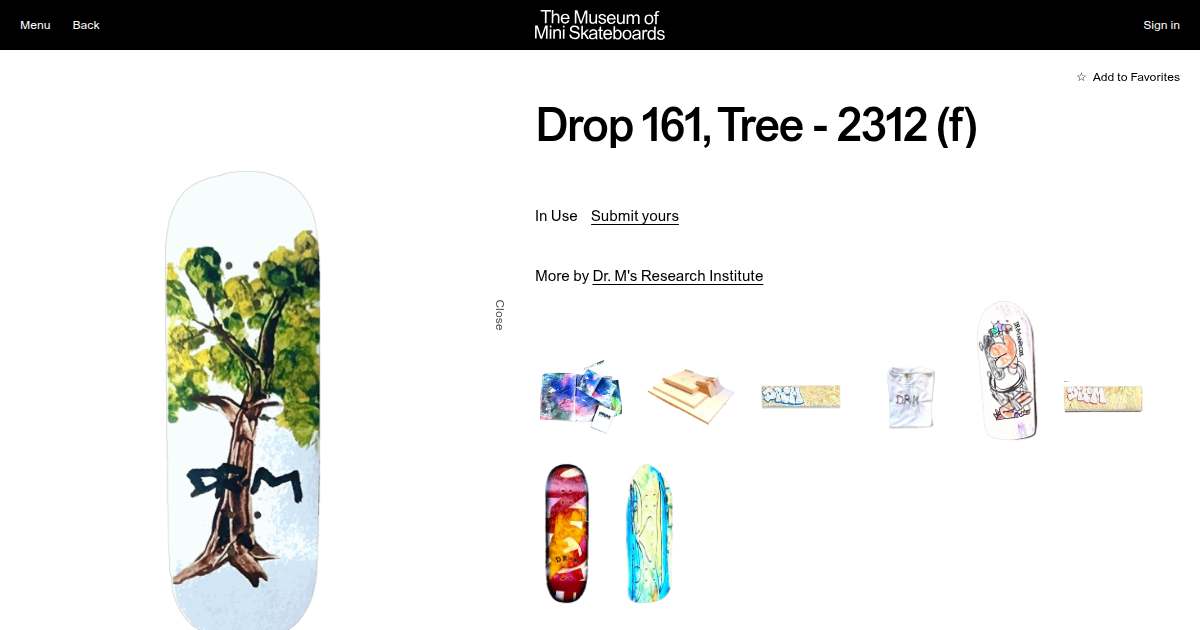 Menu
Back
The Museum of
Mini Skateboards
Sign in
☆ Add to Favorites
Drop 161, Tree - 2312 (f)
In Use
Submit yours
More by Dr. M's Research Institute
Close
DRM
DRM